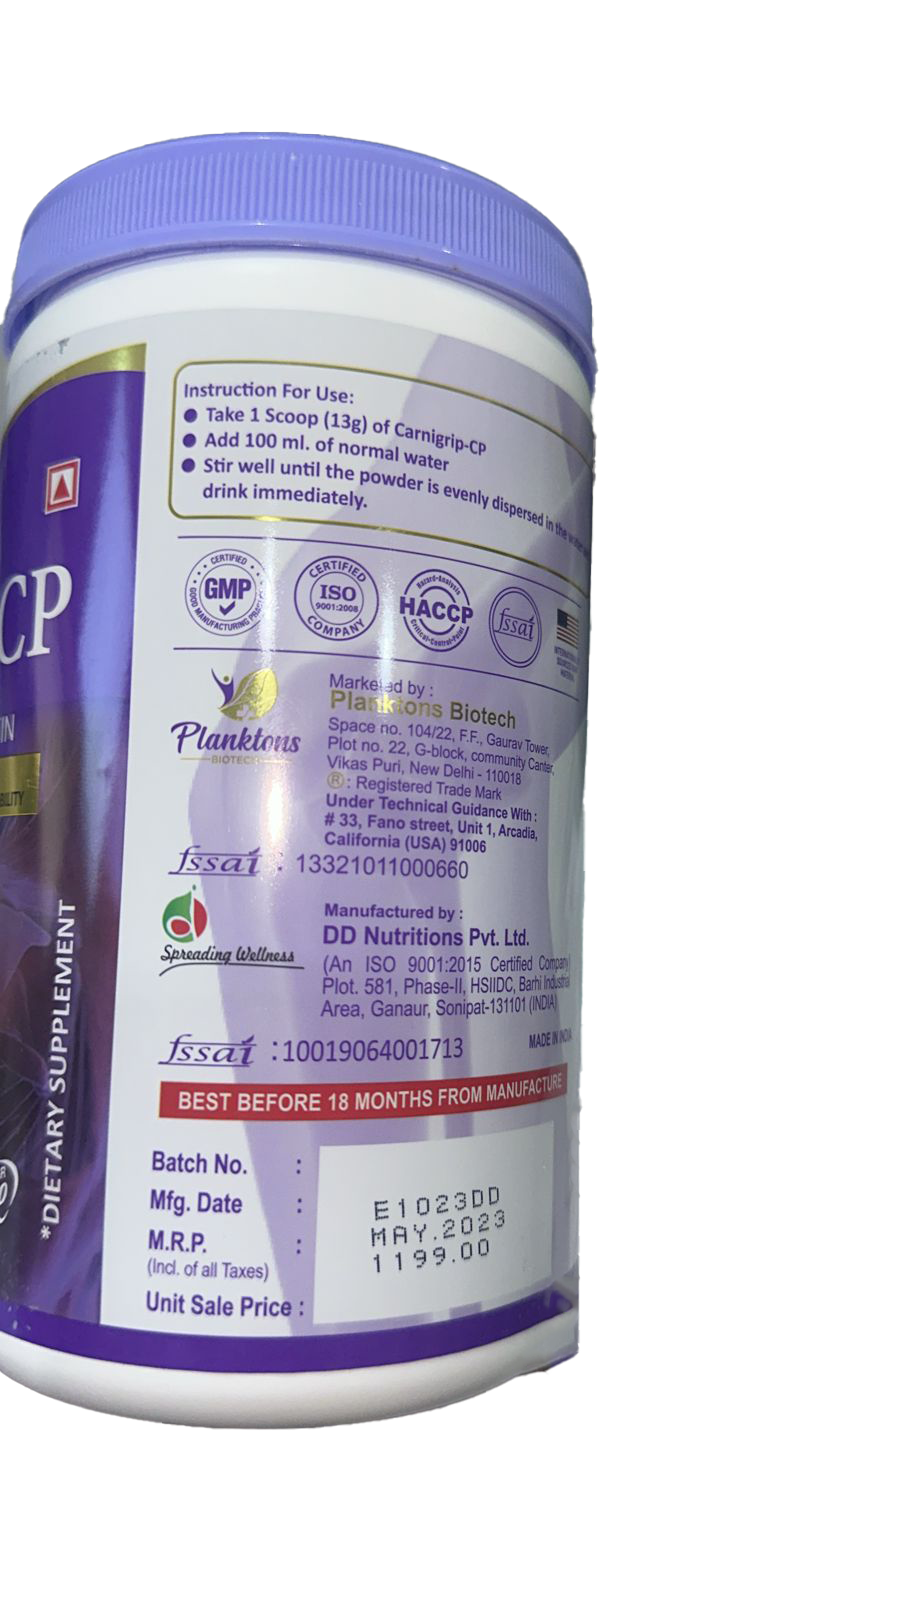 CP
TIN
BILITY
*DIETARY SUPPLEMENT
Instruction For Use:
● Take 1 Scoop (13g) of Carnigrip-CP
● Add 100 ml. of normal water
● Stir well until the powder is evenly dispersed in the
drink immediately.
CERTIFIED
GMP
GOOD MANUFACTURING
CERTIFIED
ISO
9001:2008
COMPANY
Hazard-Analysis
HACCP
Critical-Control-Point
fssai
Planktons
BIOTECH
Marketed by :
Planktons Biotech
Space no. 104/22, F.F., Gaurav Tower,
Plot no. 22, G-block, community Canter,
Vikas Puri, New Delhi - 110018
®: Registered Trade Mark
Under Technical Guidance With :
# 33, Fano street, Unit 1, Arcadia,
California (USA) 91006
fssai : 13321011000660
Spreading Wellness
Manufactured by :
DD Nutritions Pvt. Ltd.
(An ISO 9001:2015 Certified Company)
Plot. 581, Phase-II, HSIIDC, Barhi Industrial
Area, Ganaur, Sonipat-131101 (INDIA)
MADE IN INDIA
fssai :10019064001713
BEST BEFORE 18 MONTHS FROM MANUFACTURE
Batch No. : E1023DD
Mfg. Date : MAY.2023
M.R.P. : 1199.00
(Incl. of all Taxes)
Unit Sale Price :